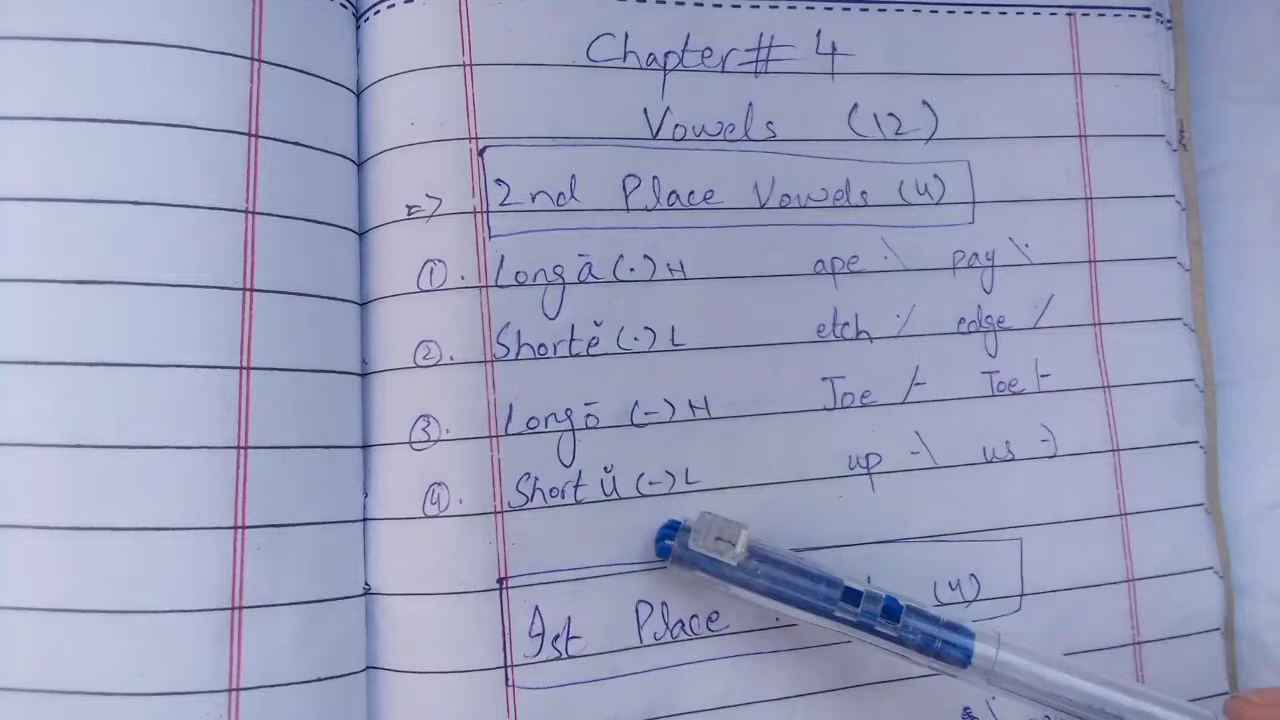 Chapter # 4
Vowels (12)
=> 2nd Place Vowels (4)
①. Long ā (·) H ape ·\ pay \·
②. Short ĕ (·) L etch ·/ edge ·/
③. Long ō (-) H Joe /- Toe |-
④. Short ŭ (-) L up -\ us -)
1st Place (4)